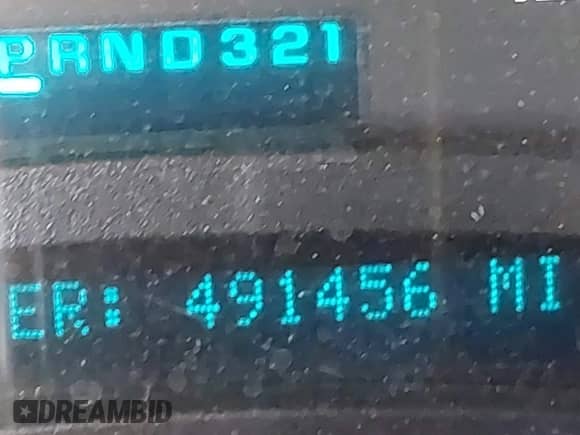 PRND321
ER: 491456 MI
DREAMBID